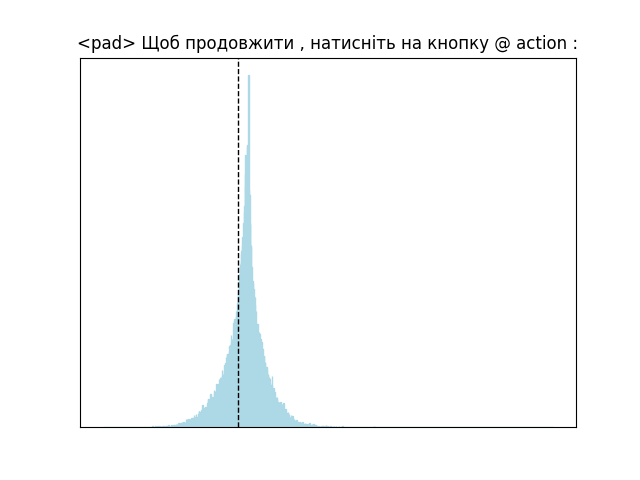 <pad> Щоб продовжити , натисніть на кнопку @ action :